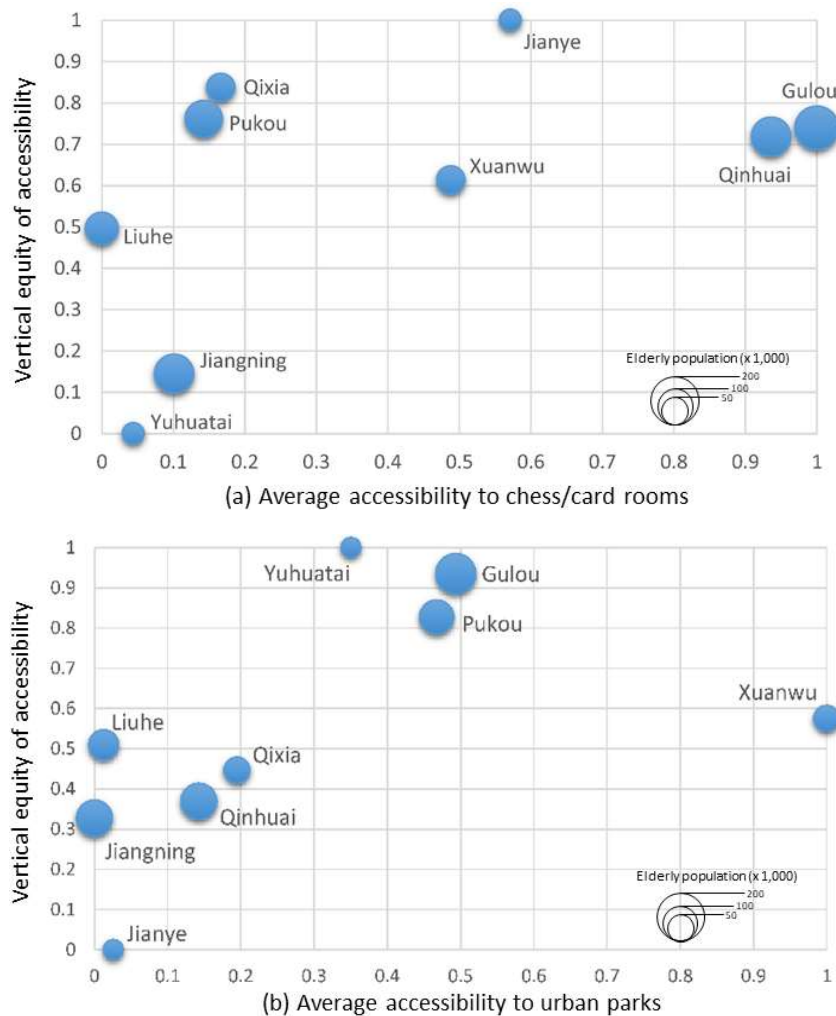 1
0.9
0.8
0.7
0.6
0.5
0.4
0.3
0.2
0.1
0
Vertical equity of accessibility
Jianye
Qixia
Pukou
Gulou
Qinhuai
Xuanwu
Liuhe
Jiangning
Yuhuatai
Elderly population (x 1,000)
200
100
50
0 0.1 0.2 0.3 0.4 0.5 0.6 0.7 0.8 0.9 1
(a) Average accessibility to chess/card rooms
1
0.9
0.8
0.7
0.6
0.5
0.4
0.3
0.2
0.1
0
Vertical equity of accessibility
Yuhuatai
Gulou
Pukou
Xuanwu
Liuhe
Qixia
Qinhuai
Jiangning
Jianye
Elderly population (x 1,000)
200
100
50
0 0.1 0.2 0.3 0.4 0.5 0.6 0.7 0.8 0.9 1
(b) Average accessibility to urban parks